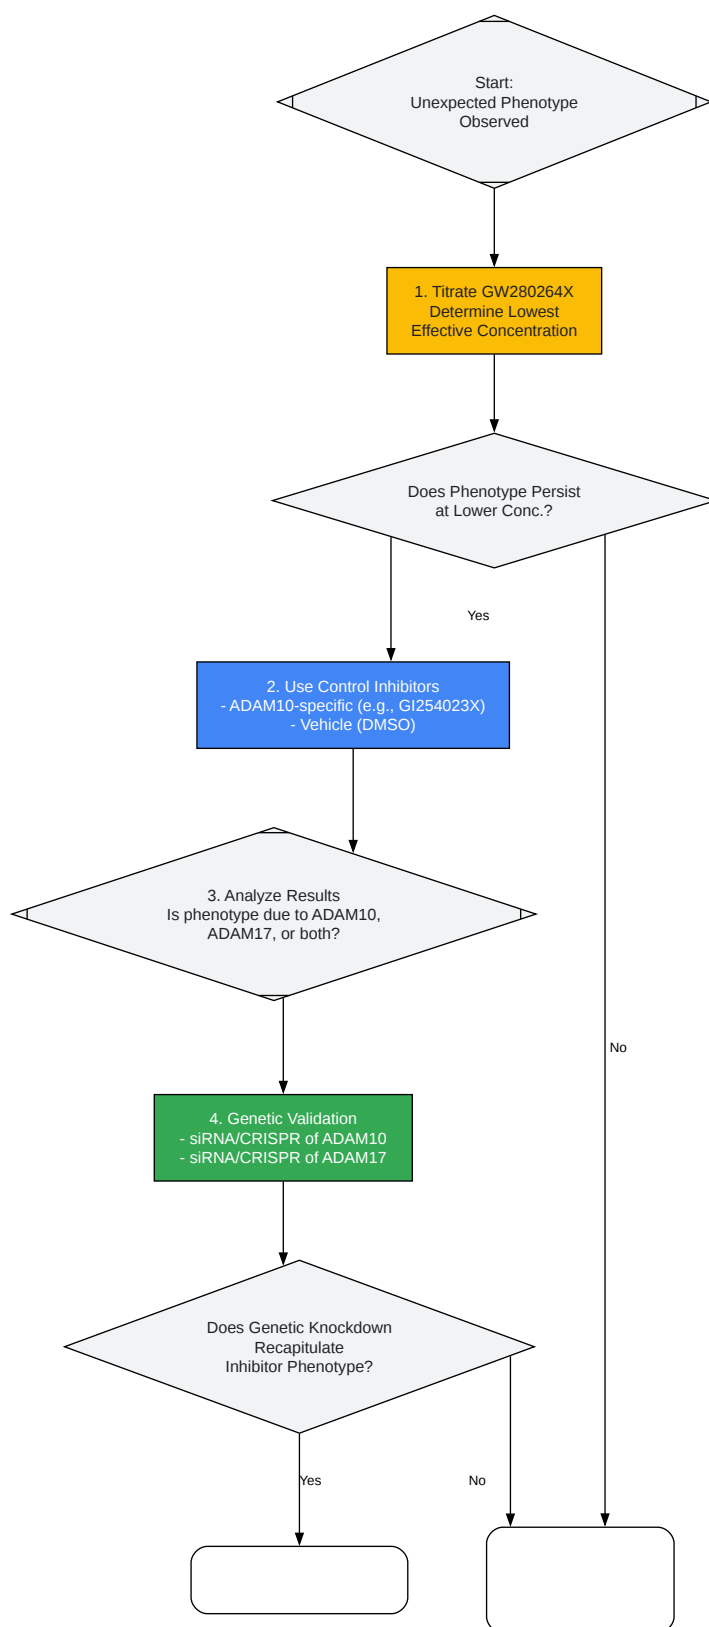 Start:
Unexpected Phenotype
Observed
1. Titrate GW280264X
Determine Lowest
Effective Concentration
Does Phenotype Persist
at Lower Conc.?
Yes
2. Use Control Inhibitors
- ADAM10-specific (e.g., GI254023X)
- Vehicle (DMSO)
3. Analyze Results
Is phenotype due to ADAM10,
ADAM17, or both?
No
4. Genetic Validation
- siRNA/CRISPR of ADAM10
- siRNA/CRISPR of ADAM17
Does Genetic Knockdown
Recapitulate
Inhibitor Phenotype?
Yes
No